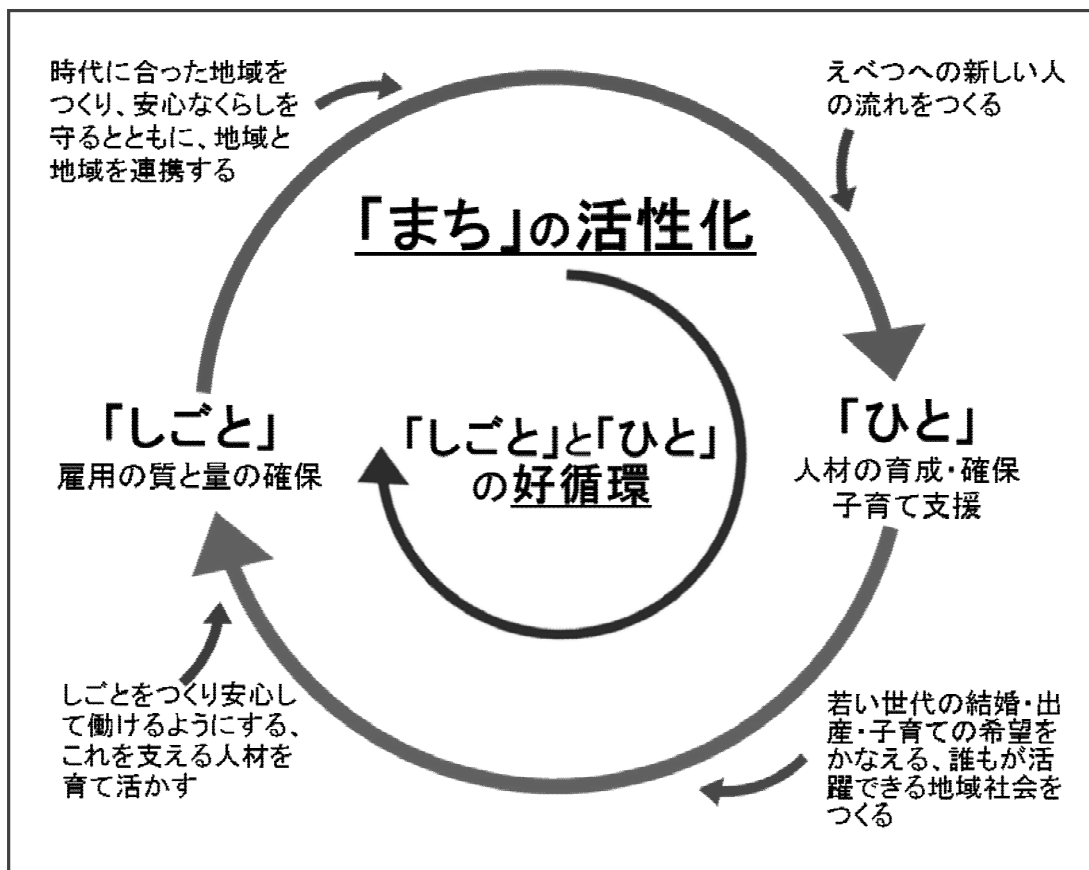 時代に合った地域を
つくり、安心なくらしを
守るとともに、地域と
地域を連携する
えべつへの新しい人
の流れをつくる
「まち」の活性化
「しごと」
雇用の質と量の確保
「しごと」と「ひと」
の好循環
「ひと」
人材の育成・確保
子育て支援
しごとをつくり安心し
て働けるようにする、
これを支える人材を
育て活かす
若い世代の結婚・出
産・子育ての希望を
かなえる、誰もが活
躍できる地域社会を
つくる